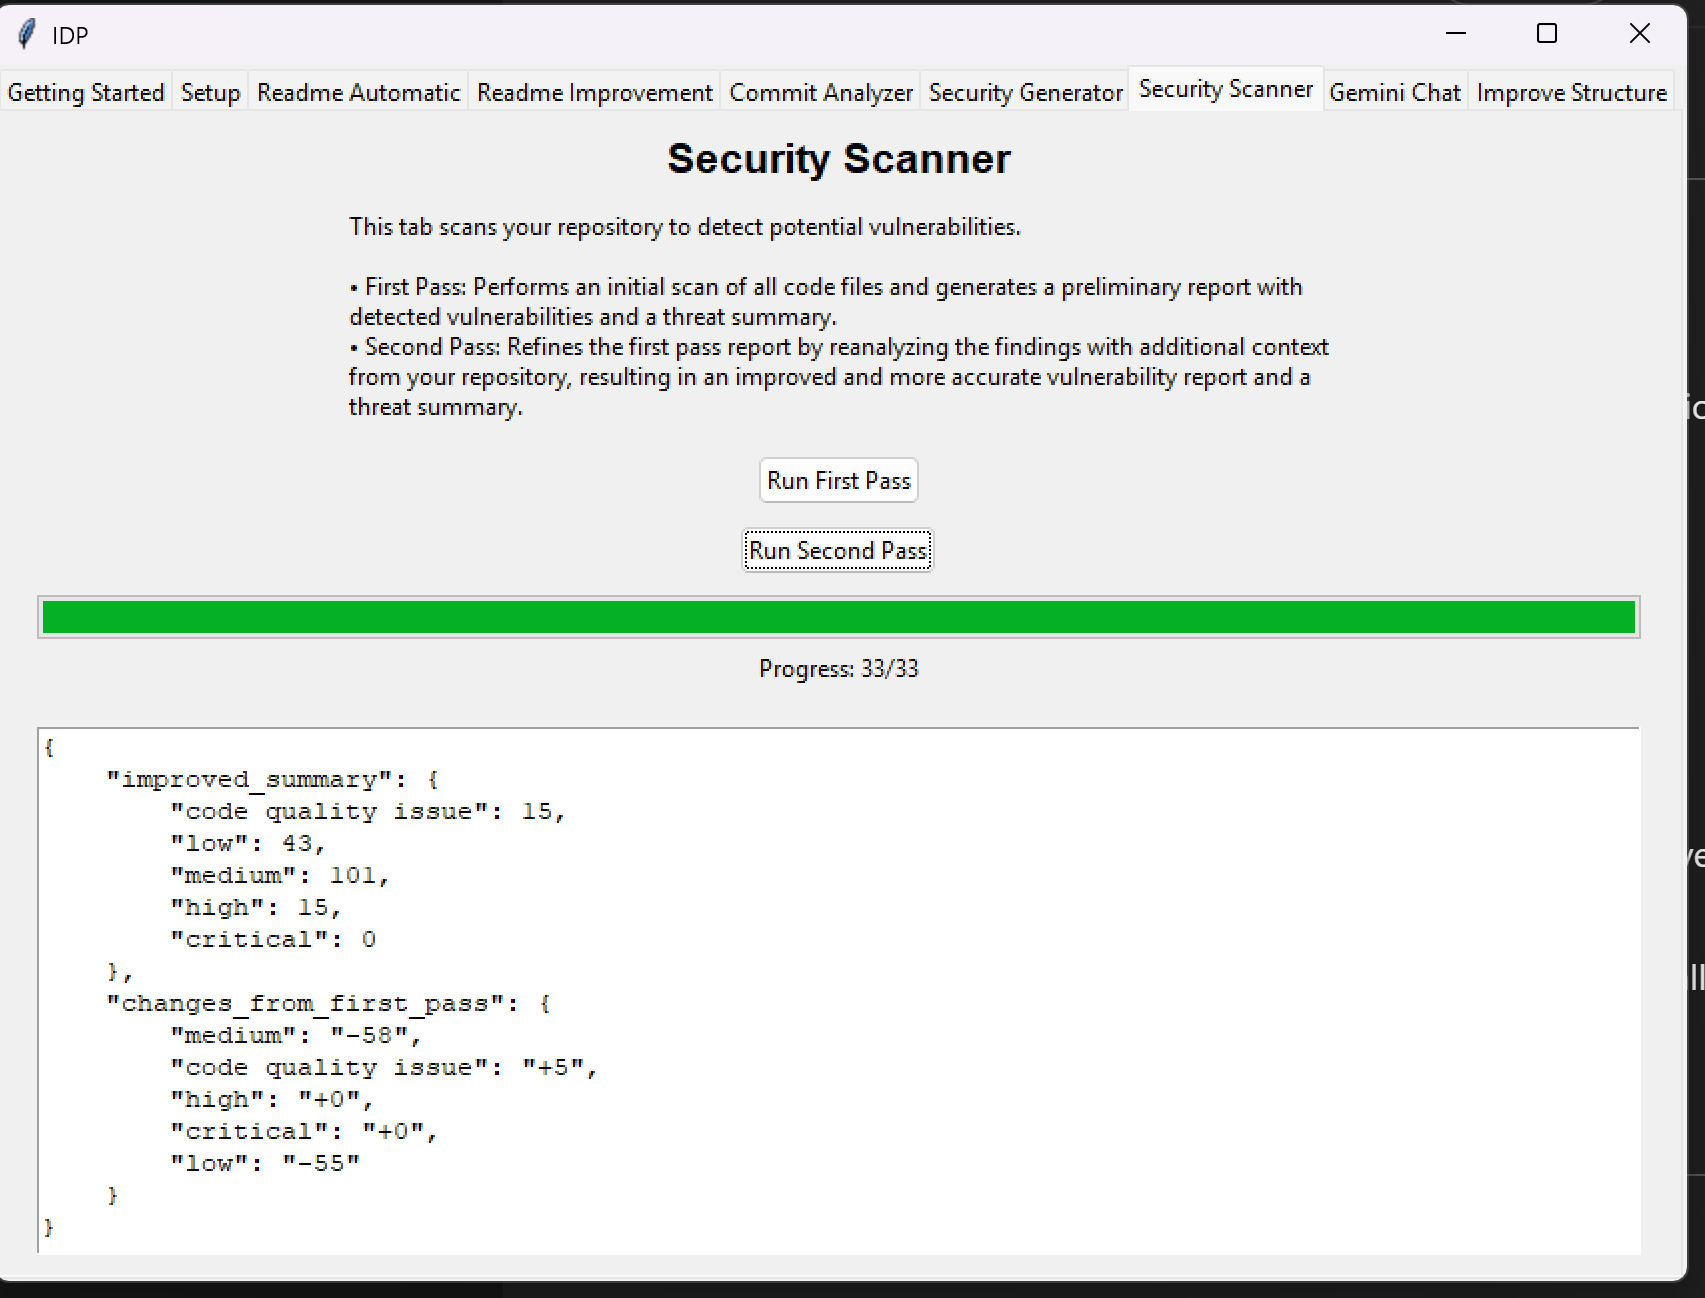 IDP
Getting Started Setup Readme Automatic Readme Improvement Commit Analyzer Security Generator Security Scanner Gemini Chat Improve Structure
Security Scanner
This tab scans your repository to detect potential vulnerabilities.
• First Pass: Performs an initial scan of all code files and generates a preliminary report with
detected vulnerabilities and a threat summary.
• Second Pass: Refines the first pass report by reanalyzing the findings with additional context
from your repository, resulting in an improved and more accurate vulnerability report and a
threat summary.
Run First Pass
Run Second Pass
Progress: 33/33
{
    "improved_summary": {
        "code quality issue": 15,
        "low": 43,
        "medium": 101,
        "high": 15,
        "critical": 0
    },
    "changes_from_first_pass": {
        "medium": "-58",
        "code quality issue": "+5",
        "high": "+0",
        "critical": "+0",
        "low": "-55"
    }
}